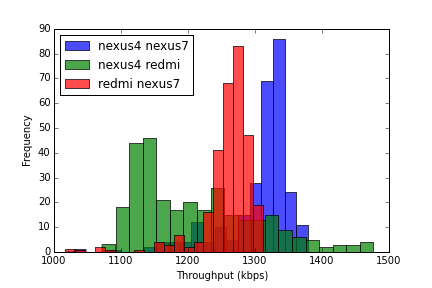 90
80
70
60
50
40
30
20
10
0
Frequency
nexus4 nexus7
nexus4 redmi
redmi nexus7
1000 1100 1200 1300 1400 1500
Throughput (kbps)